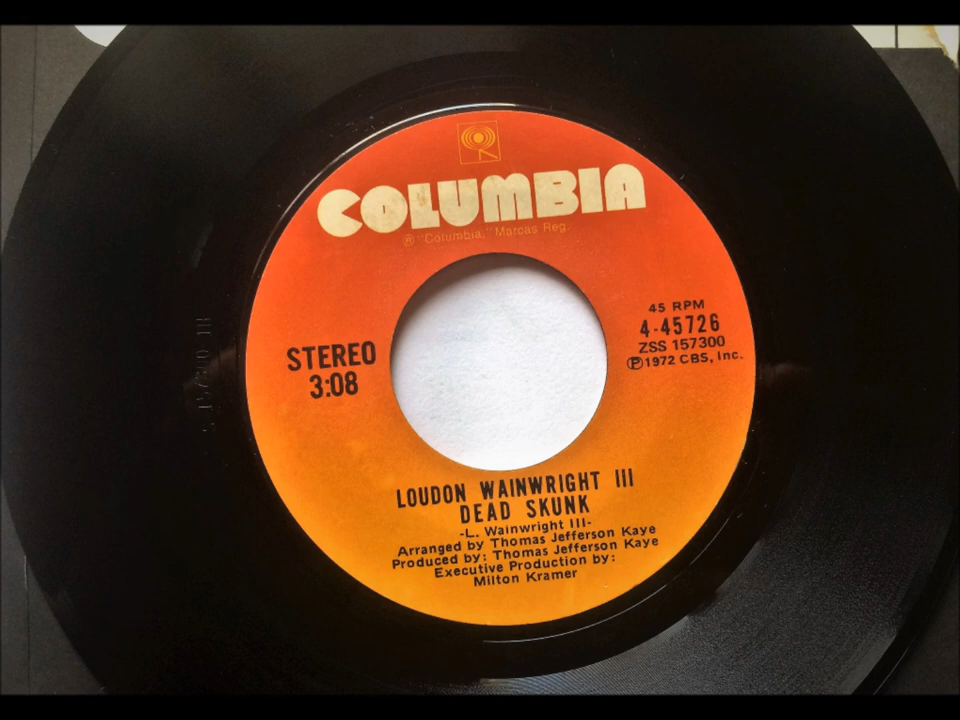 COLUMBIA
® "Columbia," Marcas Reg.
STEREO
3:08
45 RPM
4-45726
ZSS 157300
Ⓟ1972 CBS, Inc.
LOUDON WAINWRIGHT III
DEAD SKUNK
-L. Wainwright III-
Arranged by Thomas Jefferson Kaye
Produced by: Thomas Jefferson Kaye
Executive Production by:
Milton Kramer